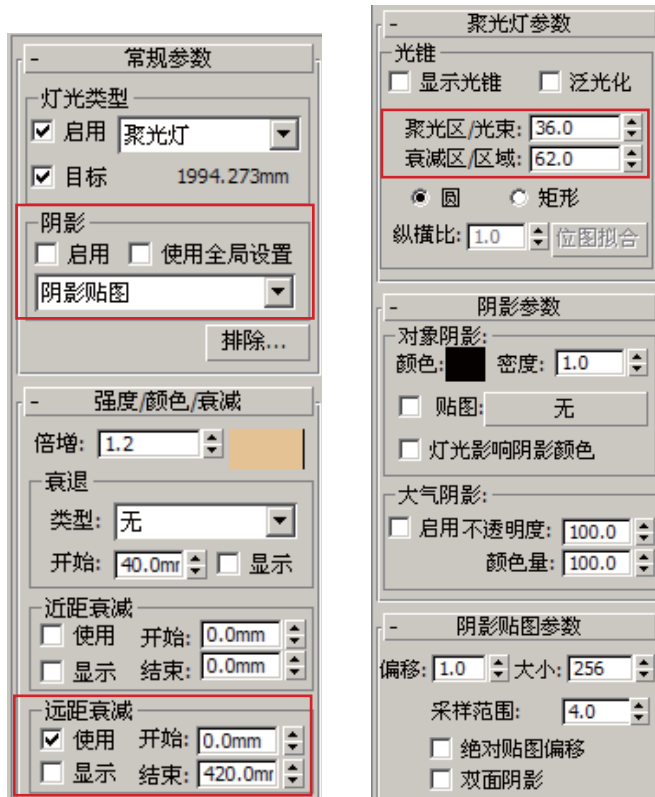 - 常规参数
灯光类型
启用 聚光灯
目标 1994.273mm
阴影
启用 使用全局设置
阴影贴图
排除...
- 强度/颜色/衰减
倍增: 1.2
衰退
类型: 无
开始: 40.0mr 显示
近距衰减
使用 开始: 0.0mm
显示 结束: 0.0mm
远距衰减
使用 开始: 0.0mm
显示 结束: 420.0mr
- 聚光灯参数
光锥
显示光锥 泛光化
聚光区/光束: 36.0
衰减区/区域: 62.0
圆 矩形
纵横比: 1.0 位图拟合
- 阴影参数
对象阴影:
颜色: 密度: 1.0
贴图: 无
灯光影响阴影颜色
大气阴影:
启用不透明度: 100.0
颜色量: 100.0
- 阴影贴图参数
偏移: 1.0 大小: 256
采样范围: 4.0
绝对贴图偏移
双面阴影